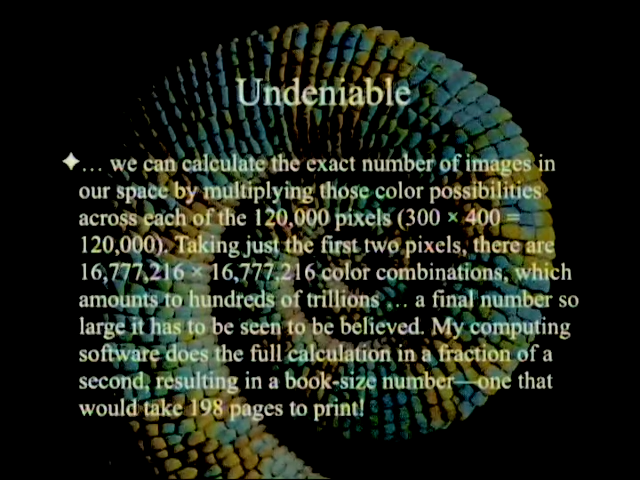 Undeniable
✦… we can calculate the exact number of images in
our space by multiplying those color possibilities
across each of the 120,000 pixels (300 × 400 =
120,000). Taking just the first two pixels, there are
16,777,216 × 16,777,216 color combinations, which
amounts to hundreds of trillions … a final number so
large it has to be seen to be believed. My computing
software does the full calculation in a fraction of a
second, resulting in a book-size number—one that
would take 198 pages to print!